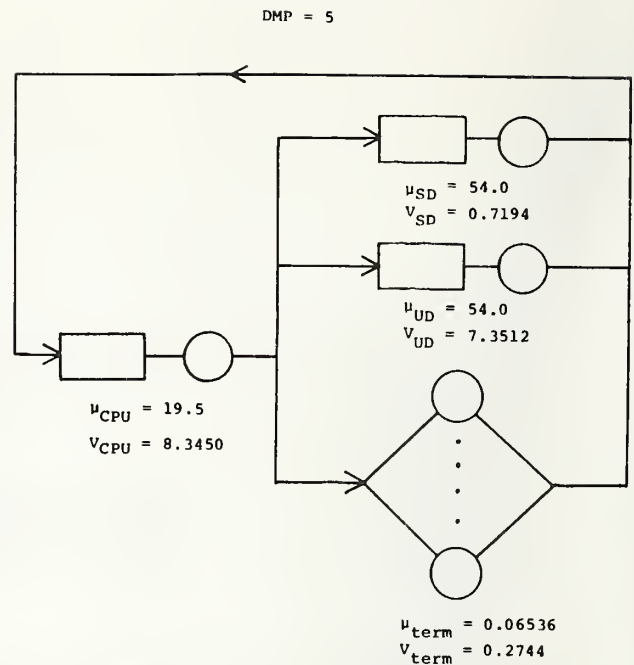 DMP = 5
μSD = 54.0
VSD = 0.7194
μUD = 54.0
VUD = 7.3512
μCPU = 19.5
VCPU = 8.3450
μterm = 0.06536
Vterm = 0.2744